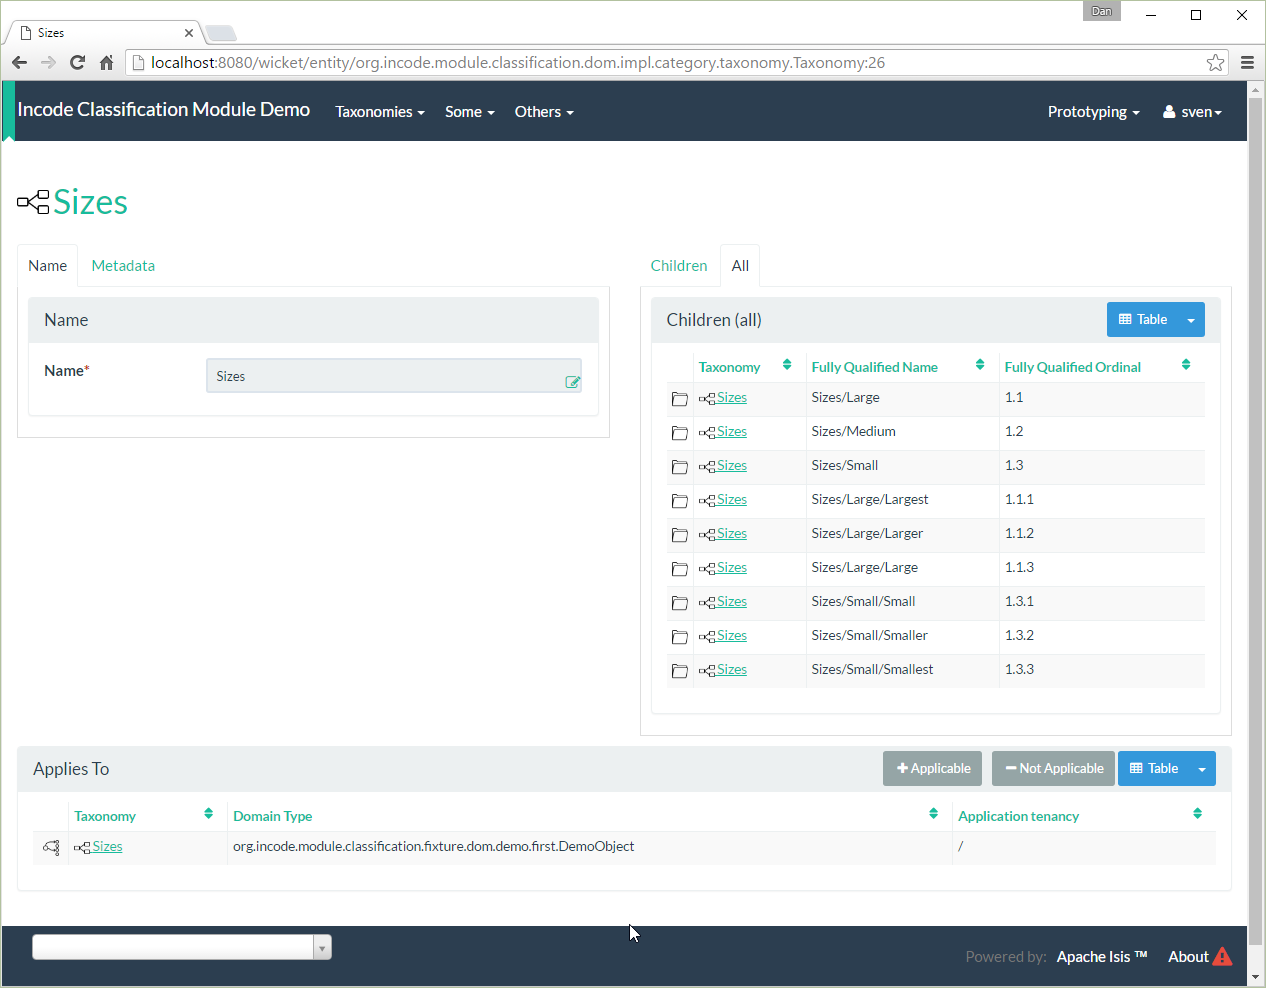 Dan
Sizes
localhost:8080/wicket/entity/org.incode.module.classification.dom.impl.category.taxonomy.Taxonomy:26
Incode Classification Module Demo Taxonomies Some Others Prototyping sven
Sizes
Name Metadata
Name
Name* Sizes
Children All
Children (all) Table
Taxonomy Fully Qualified Name Fully Qualified Ordinal
Sizes Sizes/Large 1.1
Sizes Sizes/Medium 1.2
Sizes Sizes/Small 1.3
Sizes Sizes/Large/Largest 1.1.1
Sizes Sizes/Large/Larger 1.1.2
Sizes Sizes/Large/Large 1.1.3
Sizes Sizes/Small/Small 1.3.1
Sizes Sizes/Small/Smaller 1.3.2
Sizes Sizes/Small/Smallest 1.3.3
Applies To Applicable Not Applicable Table
Taxonomy Domain Type Application tenancy
Sizes org.incode.module.classification.fixture.dom.demo.first.DemoObject /
Powered by: Apache Isis ™ About